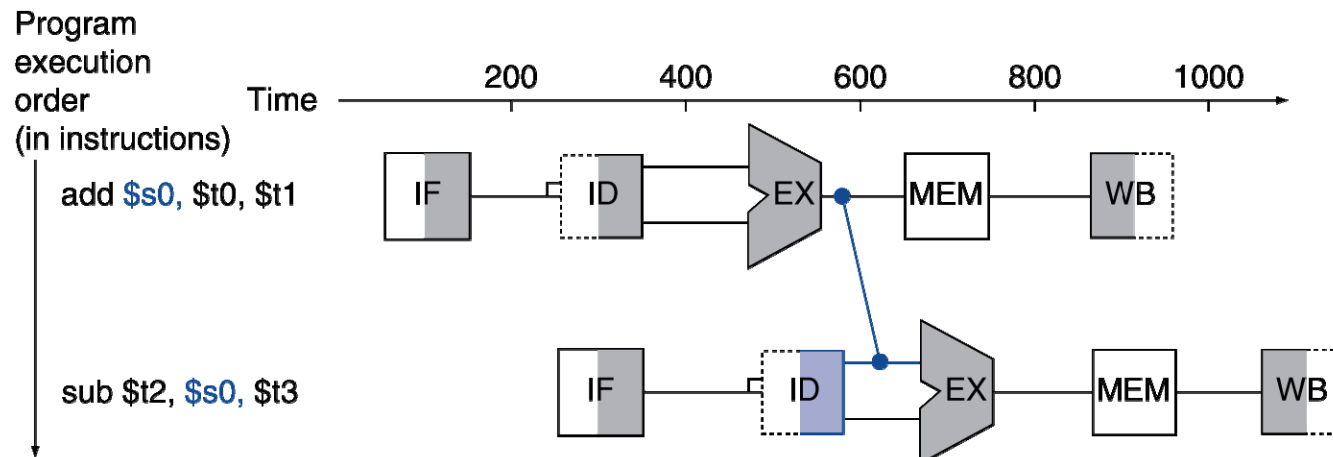 Program
execution
order
(in instructions)
Time
200 400 600 800 1000
add $s0, $t0, $t1
IF ID EX MEM WB
sub $t2, $s0, $t3
IF ID EX MEM WB